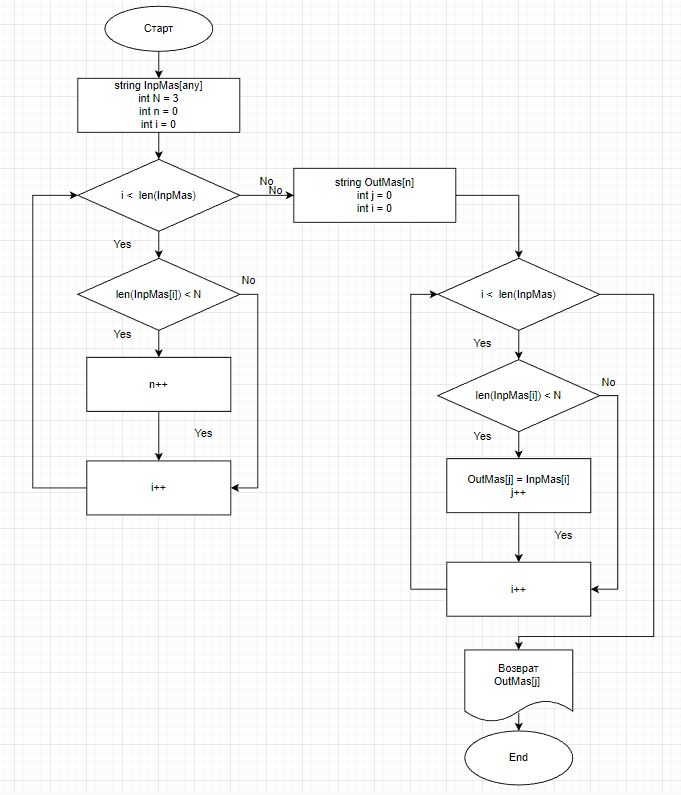 Старт
string InpMas[any]
int N = 3
int n = 0
int i = 0
i < len(InpMas)
No
No
string OutMas[n]
int j = 0
int i = 0
Yes
len(InpMas[i]) < N
No
Yes
n++
Yes
i++
i < len(InpMas)
Yes
len(InpMas[i]) < N
No
Yes
OutMas[j] = InpMas[i]
j++
Yes
i++
Возврат
OutMas[j]
End